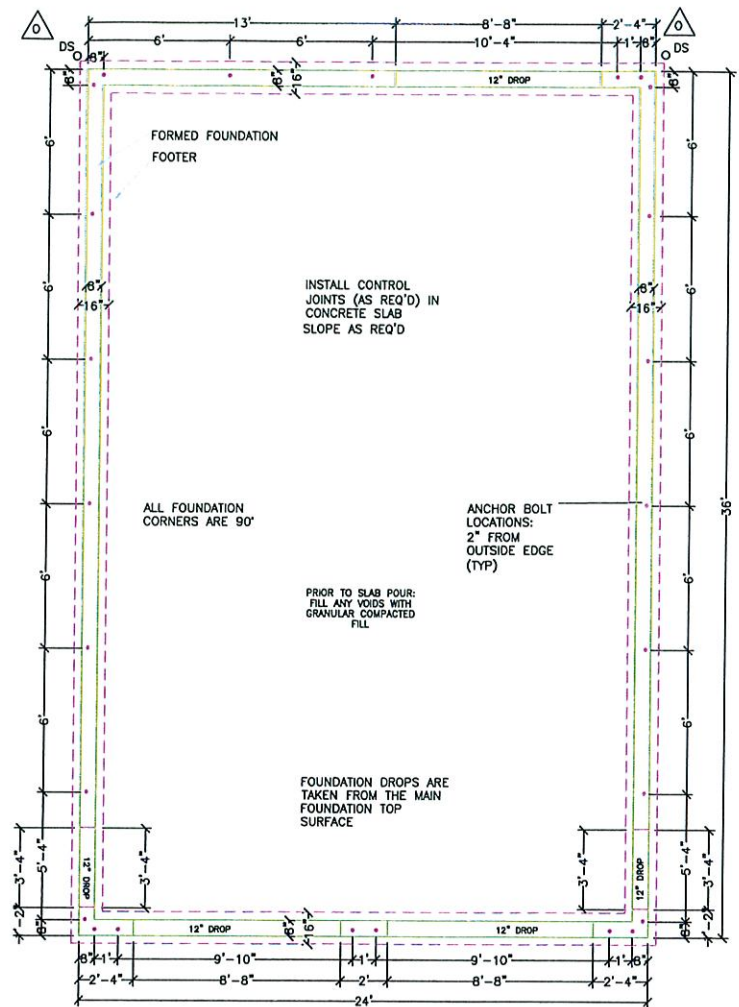 13'
8'-8"
2'-4"
0
0
6'
6'
10'-4"
1'
8"
DS
8"
DS
8"
8"
16"
12" DROP
8"
6'
6'
FORMED FOUNDATION
FOOTER
6'
6'
INSTALL CONTROL
JOINTS (AS REQ'D) IN
CONCRETE SLAB
SLOPE AS REQ'D
8"
16"
8"
16"
6'
6'
36'
ALL FOUNDATION
CORNERS ARE 90°
ANCHOR BOLT
LOCATIONS:
2" FROM
OUTSIDE EDGE
(TYP)
6'
6'
PRIOR TO SLAB POUR:
FILL ANY VOIDS WITH
GRANULAR COMPACTED
FILL
6'
6'
FOUNDATION DROPS ARE
TAKEN FROM THE MAIN
FOUNDATION TOP
SURFACE
3'-4"
5'-4"
12" DROP
3'-4"
3'-4"
12" DROP
5'-4"
3'-4"
8"
12" DROP
8"
16"
12" DROP
8"
8"
1'
9'-10"
1'
9'-10"
1'
8"
2'-4"
8'-8"
2'
8'-8"
2'-4"
24'